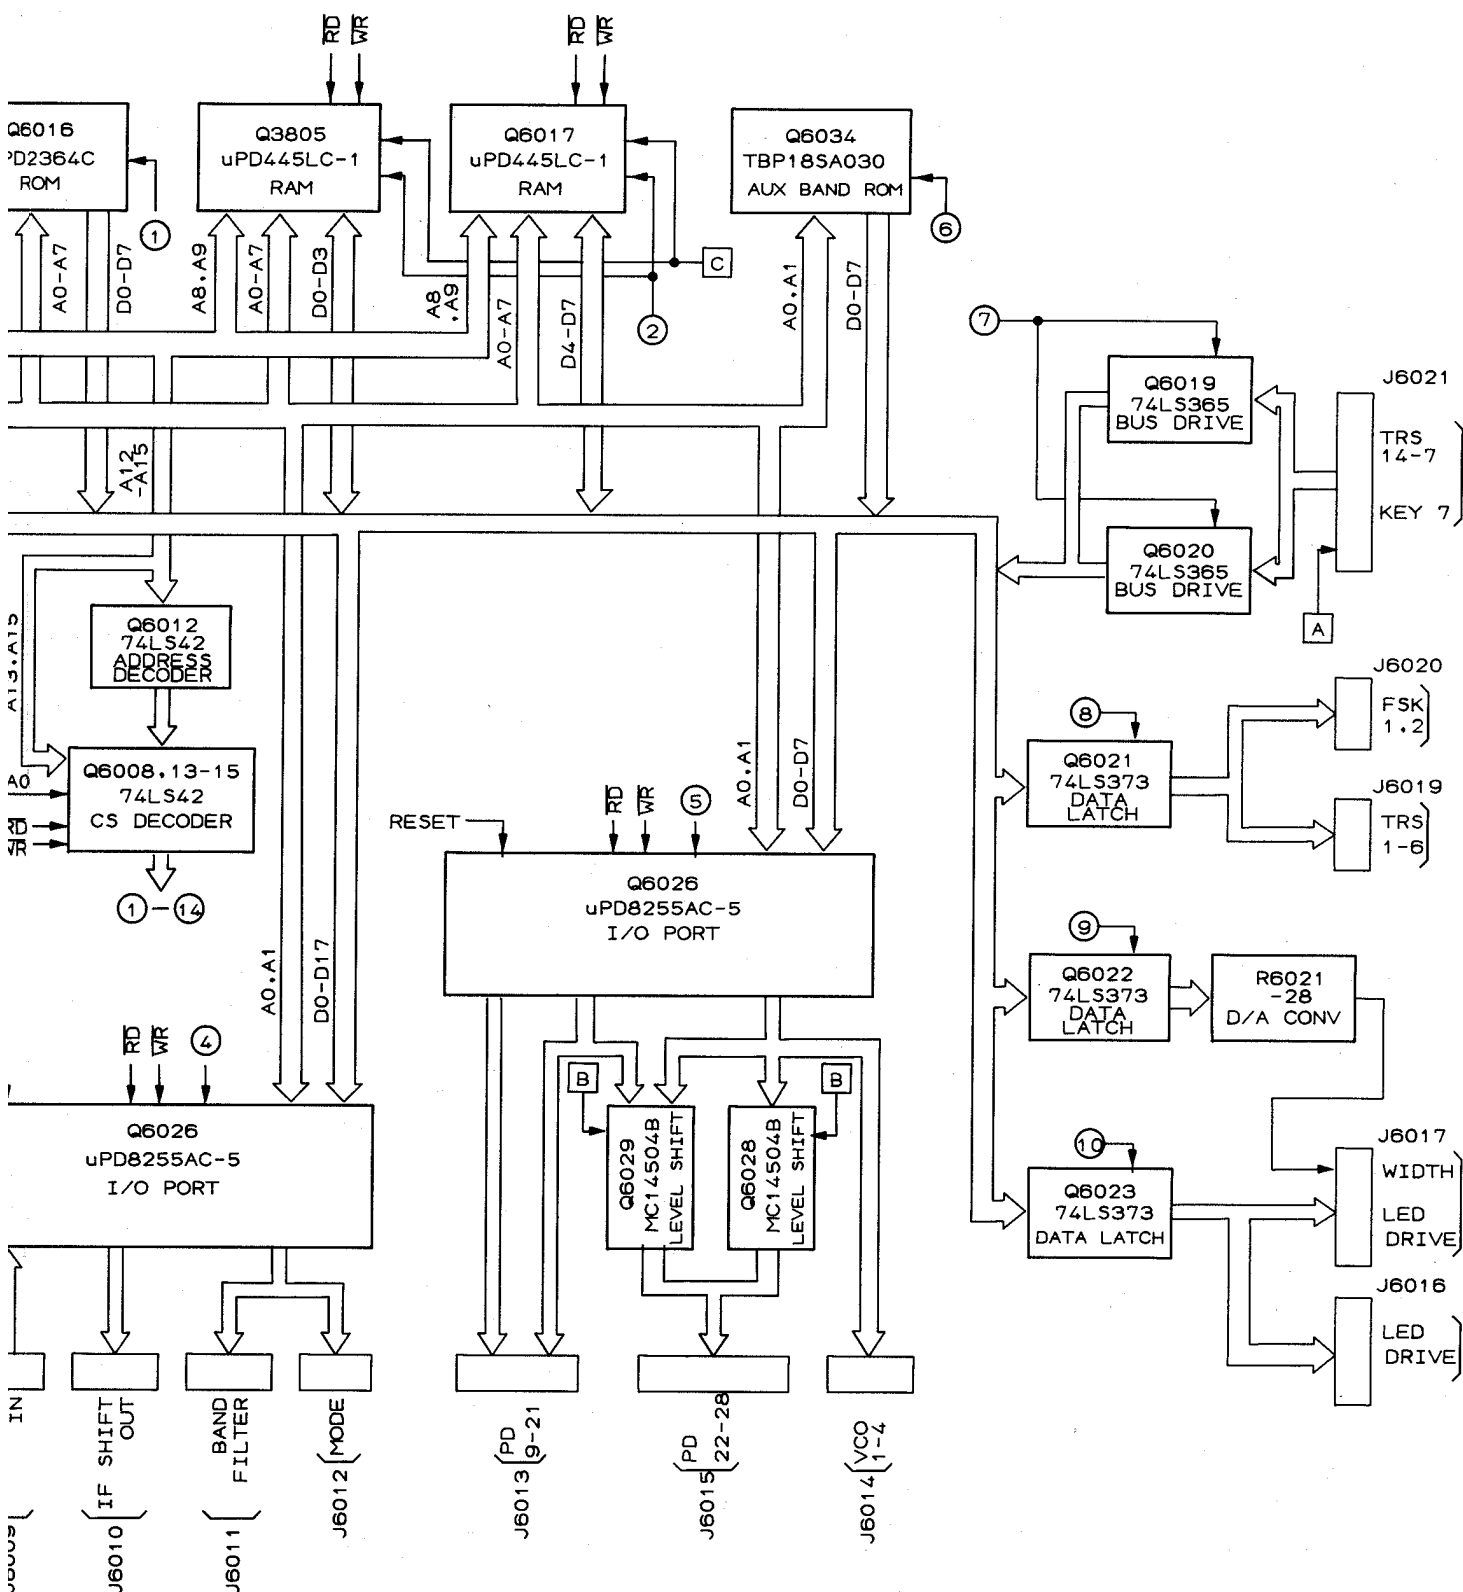 RD
WR
RD
WR
Q6016
PD2364C
ROM
Q3805
uPD445LC-1
RAM
Q6017
uPD445LC-1
RAM
Q6034
TBP18SA030
AUX BAND ROM
1
6
C
2
7
A0-A7
D0-D7
A8.A9
A0-A7
D0-D3
A8
.A9
A0-A7
D4-D7
A0.A1
D0-D7
A12
-A15
Q6019
74LS365
BUS DRIVE
J6021
TRS
14-7
KEY 7
Q6020
74LS365
BUS DRIVE
A
Q6012
74LS42
ADDRESS
DECODER
A13.A15
Q6008.13-15
74LS42
CS DECODER
A0
RD
WR
1-14
J6020
FSK
1.2
8
Q6021
74LS373
DATA
LATCH
J6019
TRS
1-6
RESET
RD
WR
5
A0.A1
D0-D7
Q6026
uPD8255AC-5
I/O PORT
A0.A1
D0-D17
9
Q6022
74LS373
DATA
LATCH
R6021
-28
D/A CONV
RD
WR
4
Q6026
uPD8255AC-5
I/O PORT
B
B
Q6029
MC14504B
LEVEL SHIFT
Q6028
MC14504B
LEVEL SHIFT
10
Q6023
74LS373
DATA LATCH
J6017
WIDTH
LED
DRIVE
J6016
LED
DRIVE
IN
IF SHIFT
OUT
J6010
BAND
FILTER
J6011
MODE
J6012
PD
9-21
J6013
PD
22-28
J6015
VCO
1-4
J6014